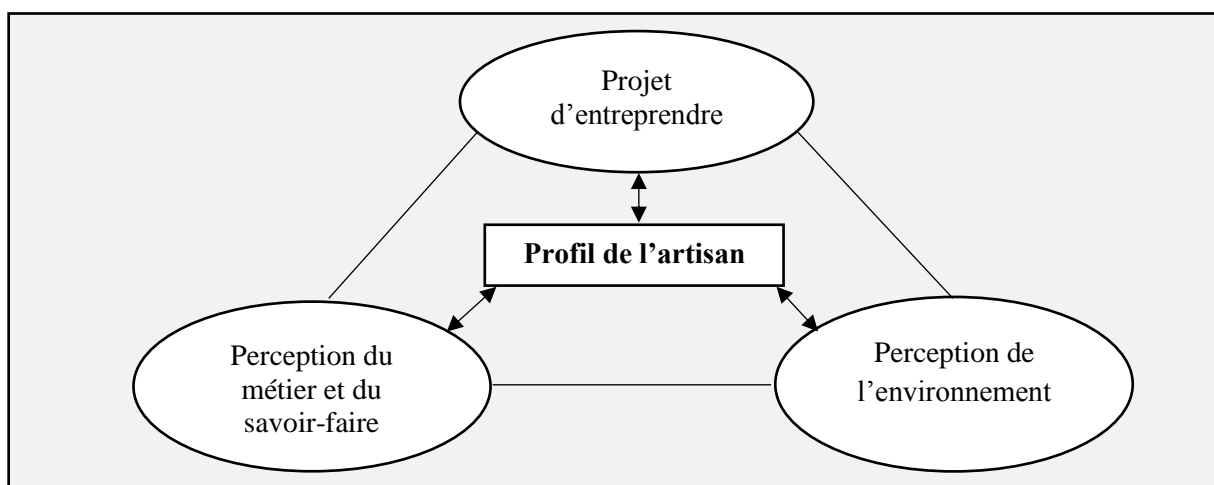 Projet
d’entreprendre
Profil de l’artisan
Perception du
métier et du
savoir-faire
Perception de
l’environnement